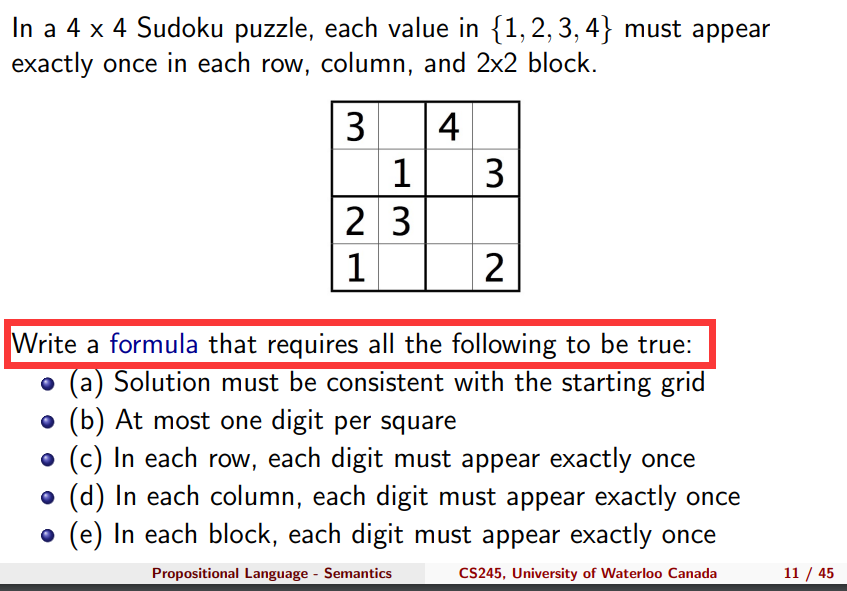 In a 4 x 4 Sudoku puzzle, each value in {1, 2, 3, 4} must appear
exactly once in each row, column, and 2x2 block.
3 4
1 3
2 3
1 2
Write a formula that requires all the following to be true:
(a) Solution must be consistent with the starting grid
(b) At most one digit per square
(c) In each row, each digit must appear exactly once
(d) In each column, each digit must appear exactly once
(e) In each block, each digit must appear exactly once
Propositional Language - Semantics CS245, University of Waterloo Canada 11 / 45